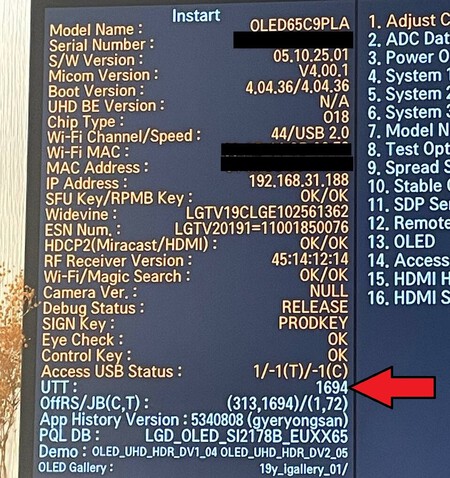 Instart
Model Name : OLED65C9PLA
Serial Number :
S/W Version : 05.10.25.01
Micom Version : V4.00.1
Boot Version : 4.04.36/4.04.36
UHD BE Version : N/A
Chip Type : O18
Wi-Fi Channel/Speed : 44/USB 2.0
Wi-Fi MAC :
MAC Address :
IP Address : 192.168.31.188
SFU Key/RPMB Key : OK/OK
Widevine : LGTV19CLGE102561362
ESN Num. : LGTV20191=11001850076
HDCP2(Miracast/HDMI) : OK/OK
RF Receiver Version : 45:14:12:14
Wi-Fi/Magic Search : OK/OK
Camera Ver. : NULL
Debug Status : RELEASE
SIGN Key : PRODKEY
Eye Check : OK
Control Key : OK
Access USB Status : 1/-1(T)/-1(C)
UTT : 1694
OffRS/JB(C,T) : (313,1694)/(1,72)
App History Version : 5340808 (gyeryongsan)
PQL DB : LGD_OLED_SI2178B_EUXX65
Demo : OLED_UHD_HDR_DV1_04 OLED_UHD_HDR_DV2_05
OLED Gallery : 19y_igallery_01/
1. Adjust C
2. ADC Dat
3. Power O
4. System 1
5. System 2
6. System 3
7. Model N
8. Test Opt
9. Spread S
10. Stable C
11. SDP Se
12. Remote
13. OLED
14. Access
15. HDMI H
16. HDMI S